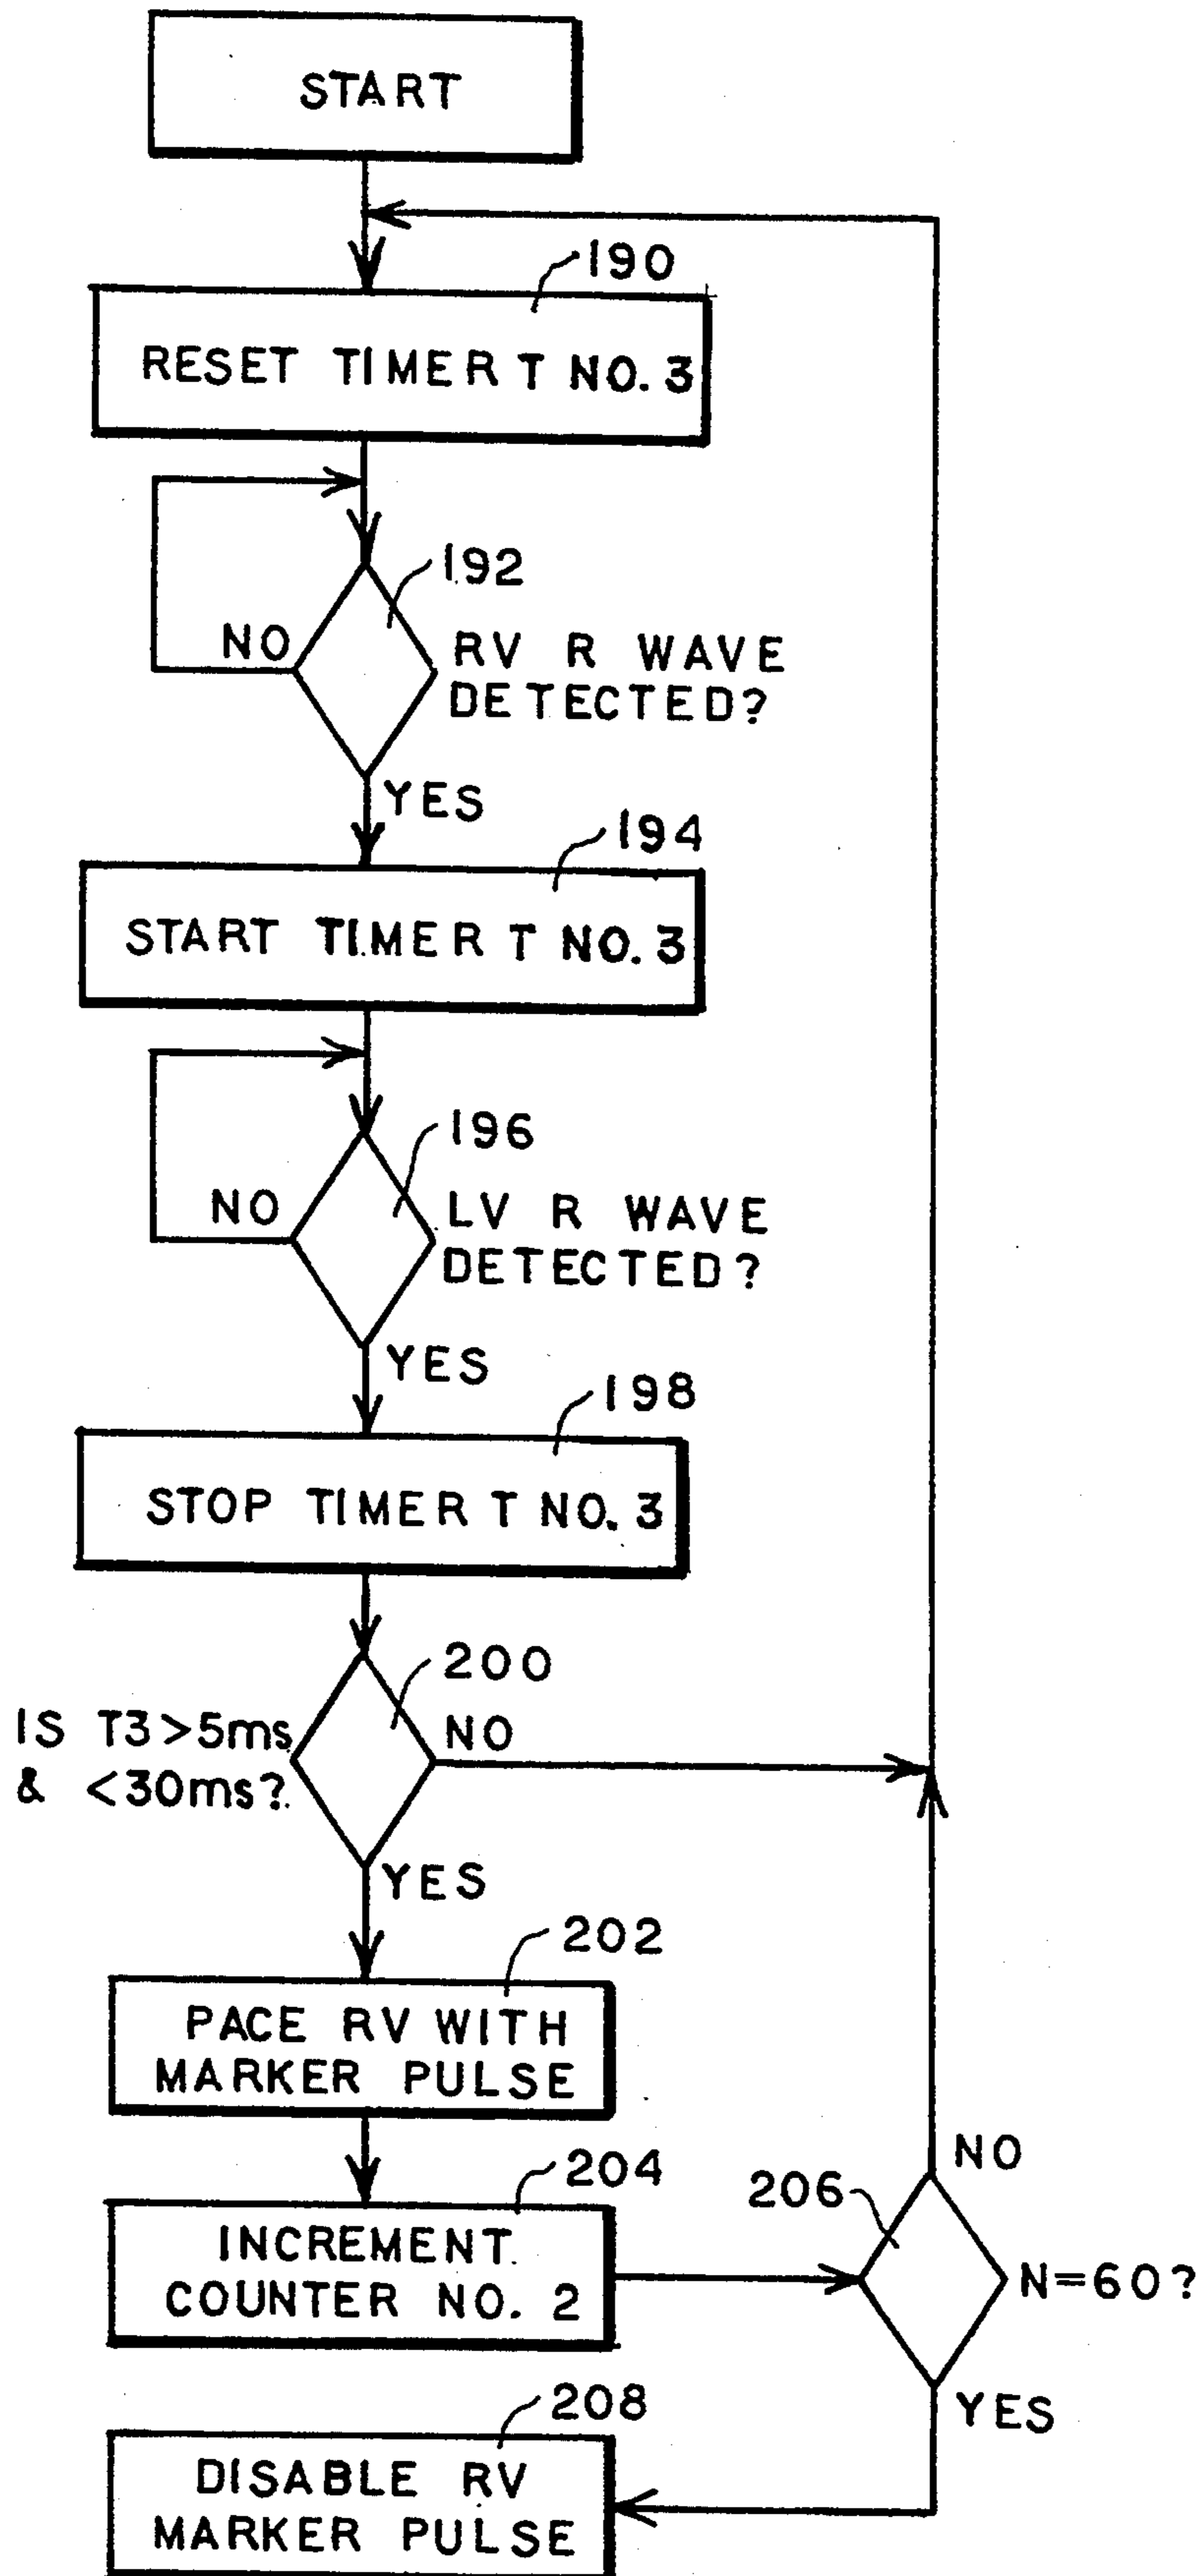 START
190
RESET TIMER T NO. 3
192
NO
RV R WAVE
DETECTED?
YES
194
START TIMER T NO. 3
196
NO
LV R WAVE
DETECTED?
YES
198
STOP TIMER T NO. 3
200
IS T3>5ms
& <30ms?
NO
YES
202
PACE RV WITH
MARKER PULSE
204
INCREMENT
COUNTER NO. 2
206
NO
N=60?
YES
208
DISABLE RV
MARKER PULSE